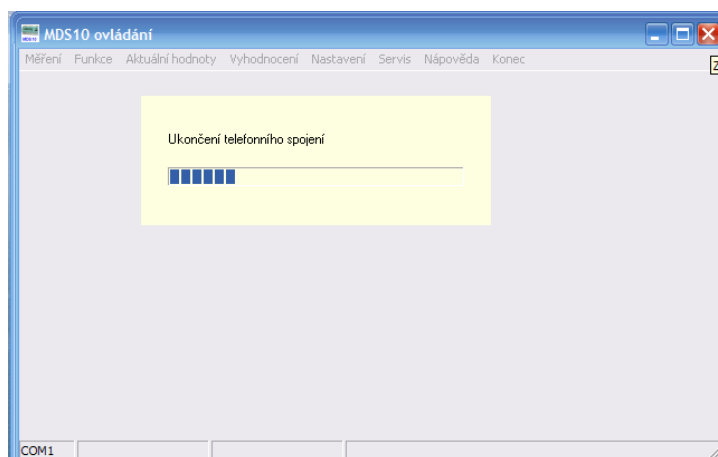 MDS10 ovládání
Měření Funkce Aktuální hodnoty Vyhodnocení Nastavení Servis Nápověda Konec
Z
Ukončení telefonního spojení
COM1